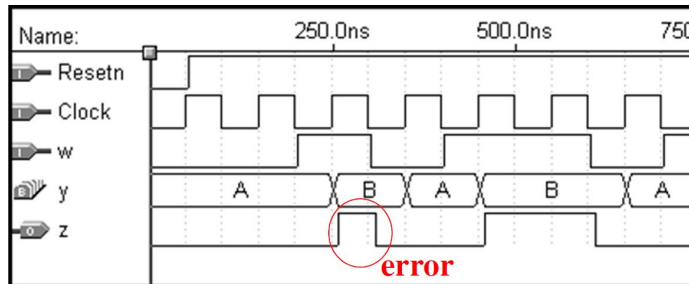 Name: 250.0ns 500.0ns 750
Resetn
Clock
w
y A B A B A
z
error